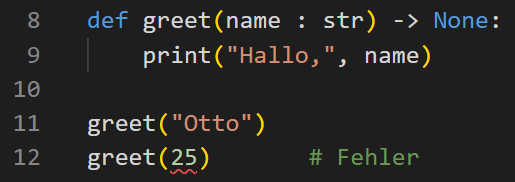 8 def greet(name : str) -> None:
9     print("Hallo,", name)
10
11 greet("Otto")
12 greet(25)       # Fehler